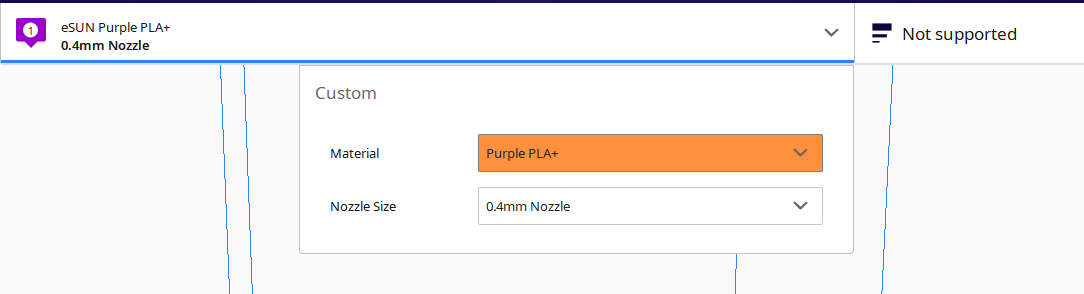 1
eSUN Purple PLA+
0.4mm Nozzle
Not supported
Custom
Material
Purple PLA+
Nozzle Size
0.4mm Nozzle